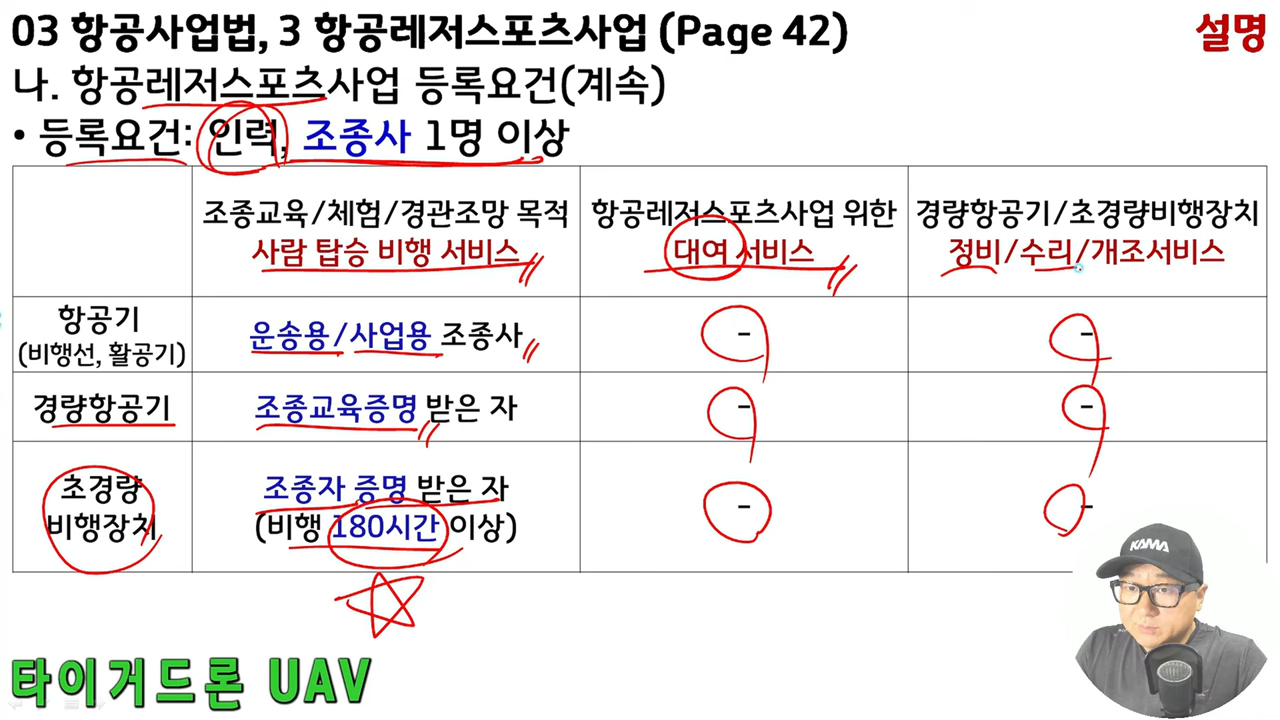 03 항공사업법, 3 항공레저스포츠사업 (Page 42)
설명
나. 항공레저스포츠사업 등록요건(계속)
• 등록요건: 인력, 조종사 1명 이상
조종교육/체험/경관조망 목적
사람 탑승 비행 서비스
항공레저스포츠사업 위한
대여 서비스
경량항공기/초경량비행장치
정비/수리/개조서비스
항공기
(비행선, 활공기)
운송용/사업용 조종사
-
-
경량항공기
조종교육증명 받은 자
-
-
초경량
비행장치
조종자 증명 받은 자
(비행 180시간 이상)
-
-
KAMA
타이거드론 UAV